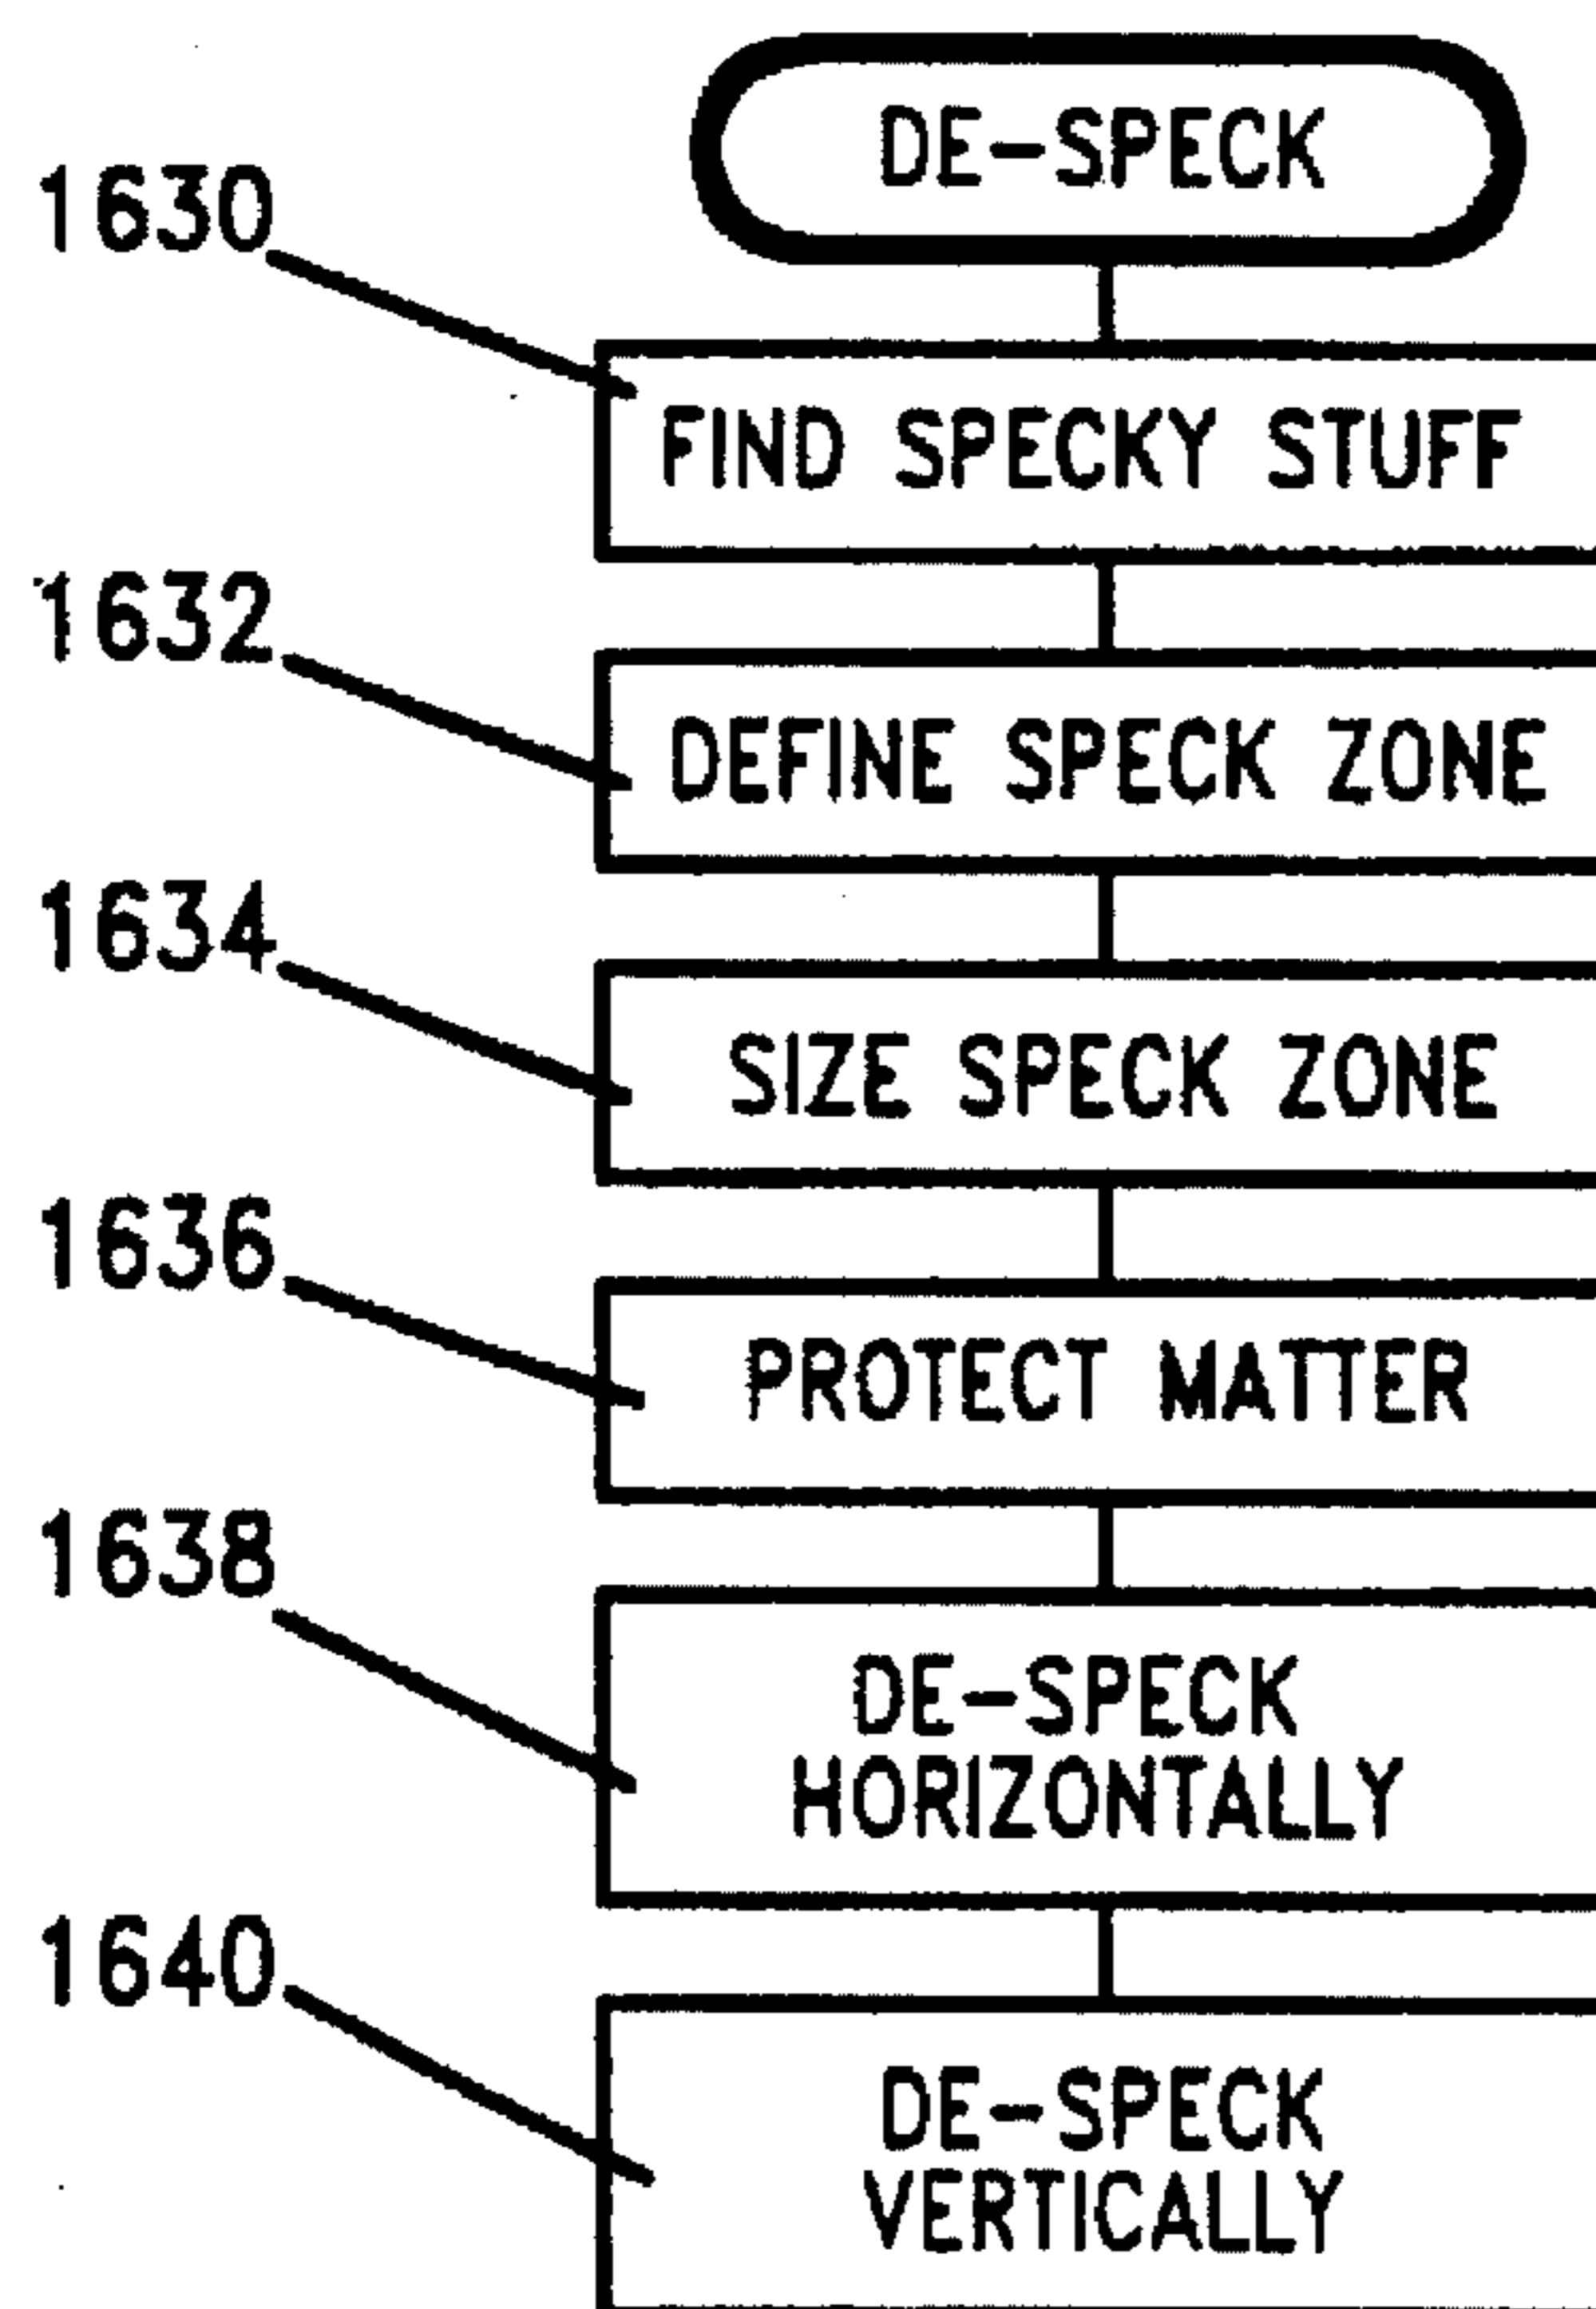 DE-SPECK
1630
FIND SPECKY STUFF
1632
DEFINE SPECK ZONE
1634
SIZE SPECK ZONE
1636
PROTECT MATTER
1638
DE-SPECK
HORIZONTALLY
1640
DE-SPECK
VERTICALLY